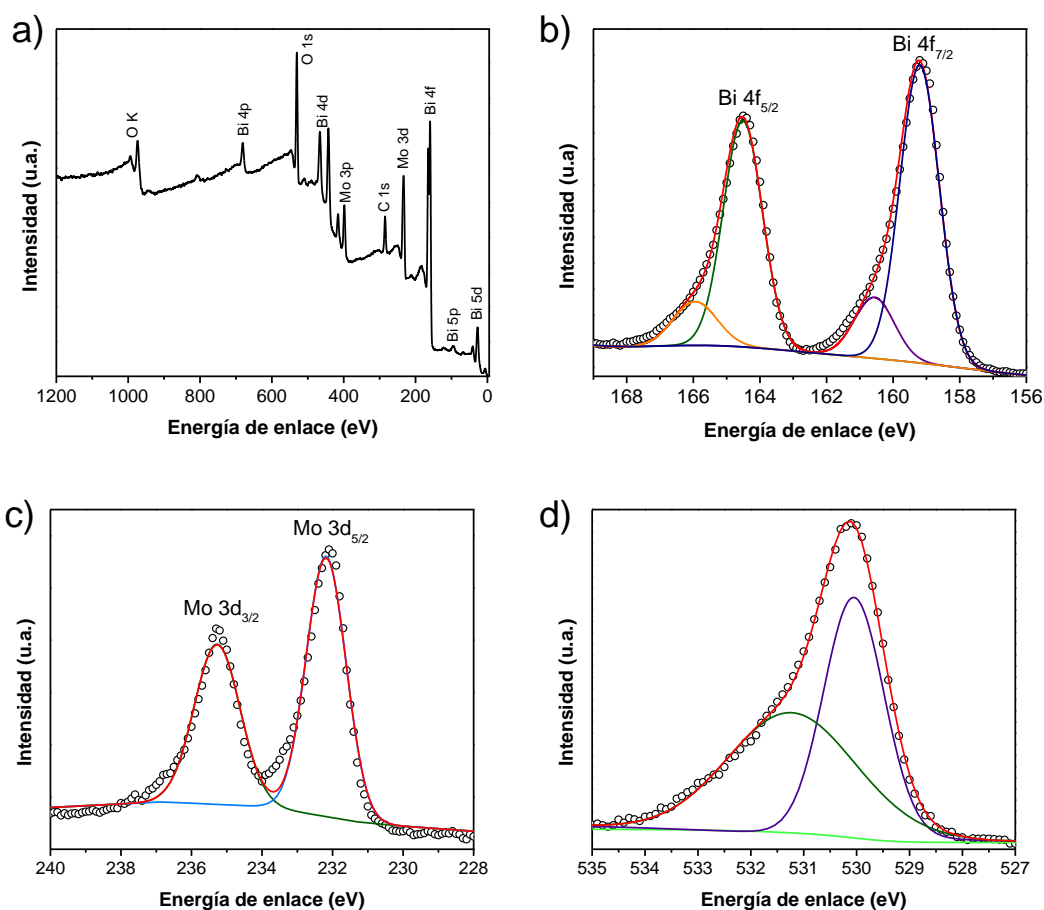 a)
Intensidad (u.a.)
O K
Bi 4p
O 1s
Bi 4d
Mo 3p
C 1s
Mo 3d
Bi 4f
Bi 5p
Bi 5d
1200 1000 800 600 400 200 0
Energía de enlace (eV)
b)
Intensidad (u.a)
Bi 4f5/2
Bi 4f7/2
168 166 164 162 160 158 156
Energía de enlace (eV)
c)
Intensidad (u.a.)
Mo 3d3/2
Mo 3d5/2
240 238 236 234 232 230 228
Energía de enlace (eV)
d)
Intensidad (u.a.)
535 534 533 532 531 530 529 528 527
Energía de enlace (eV)